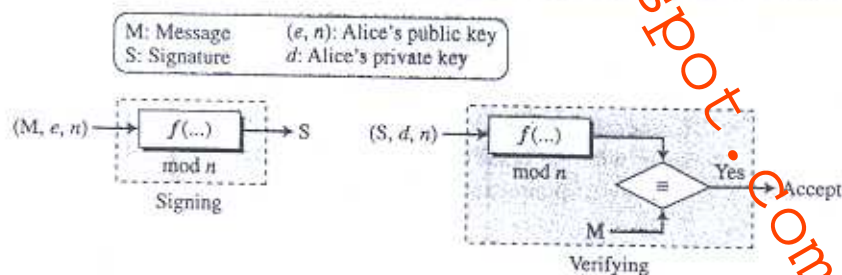 M: Message (e, n): Alice's public key
S: Signature d: Alice's private key
(M, e, n) f(...) S
mod n
Signing
(S, d, n) f(...)
mod n
≡
Yes
Accept
M
Verifying
spot.com